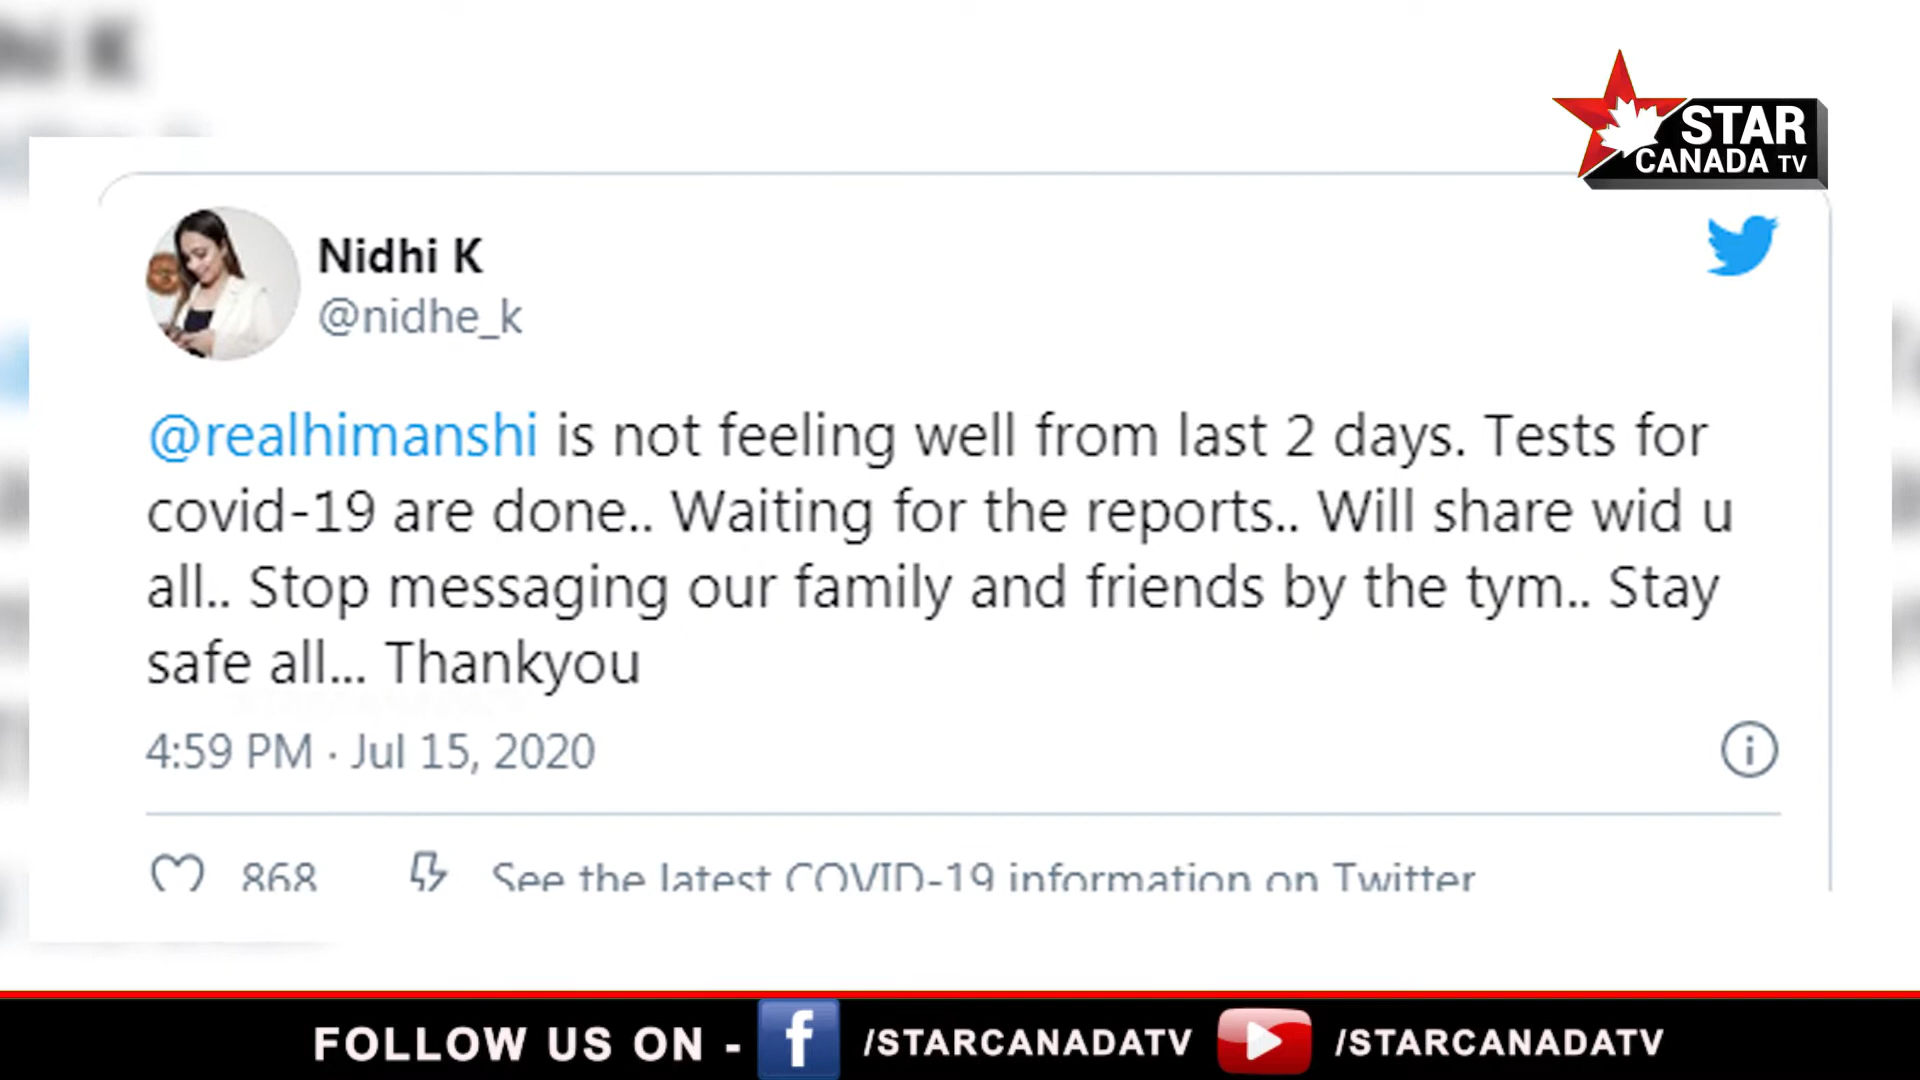 STAR
CANADA TV
Nidhi K
@nidhe_k
@realhimanshi is not feeling well from last 2 days. Tests for
covid-19 are done.. Waiting for the reports.. Will share wid u
all.. Stop messaging our family and friends by the tym.. Stay
safe all... Thankyou
4:59 PM · Jul 15, 2020
868 See the latest COVID-19 information on Twitter
FOLLOW US ON - /STARCANADATV /STARCANADATV